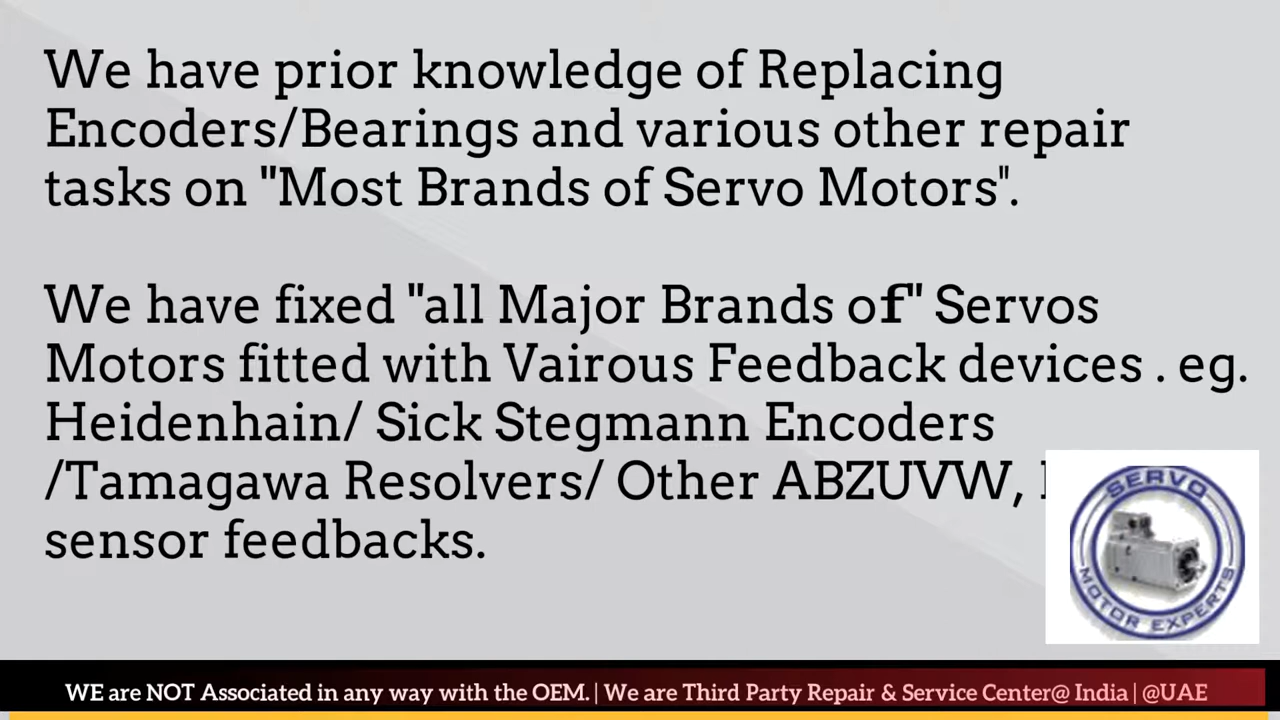 We have prior knowledge of Replacing
Encoders/Bearings and various other repair
tasks on "Most Brands of Servo Motors".
We have fixed "all Major Brands of" Servos
Motors fitted with Vairous Feedback devices . eg.
Heidenhain/ Sick Stegmann Encoders
/Tamagawa Resolvers/ Other ABZUVW,
sensor feedbacks.
SERVO
MOTOR EXPERTS
WE are NOT Associated in any way with the OEM. | We are Third Party Repair & Service Center@ India | @UAE